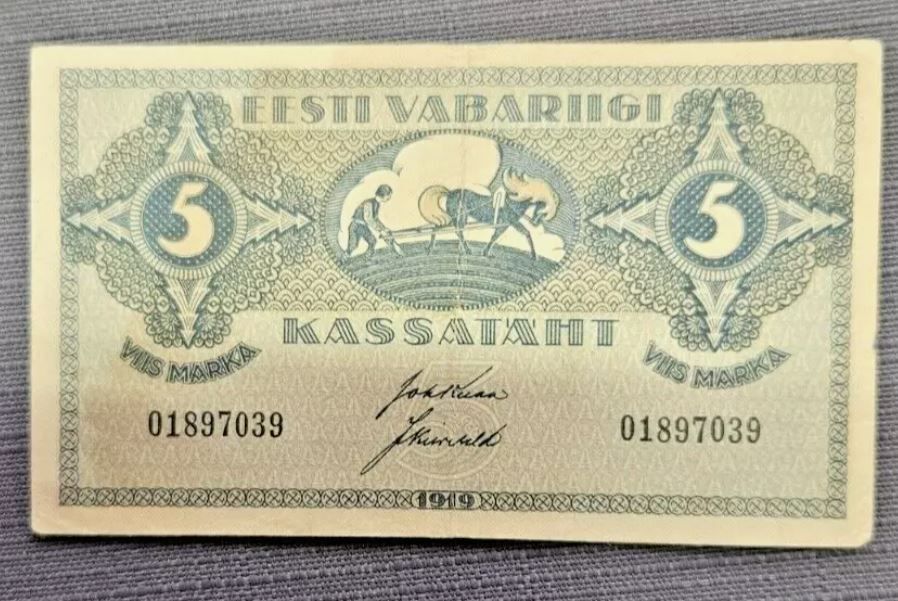 EESTI VABARIIGI
5 5
KASSATÄHT
VIIS MARKA VIIS MARKA
01897039 01897039
1919